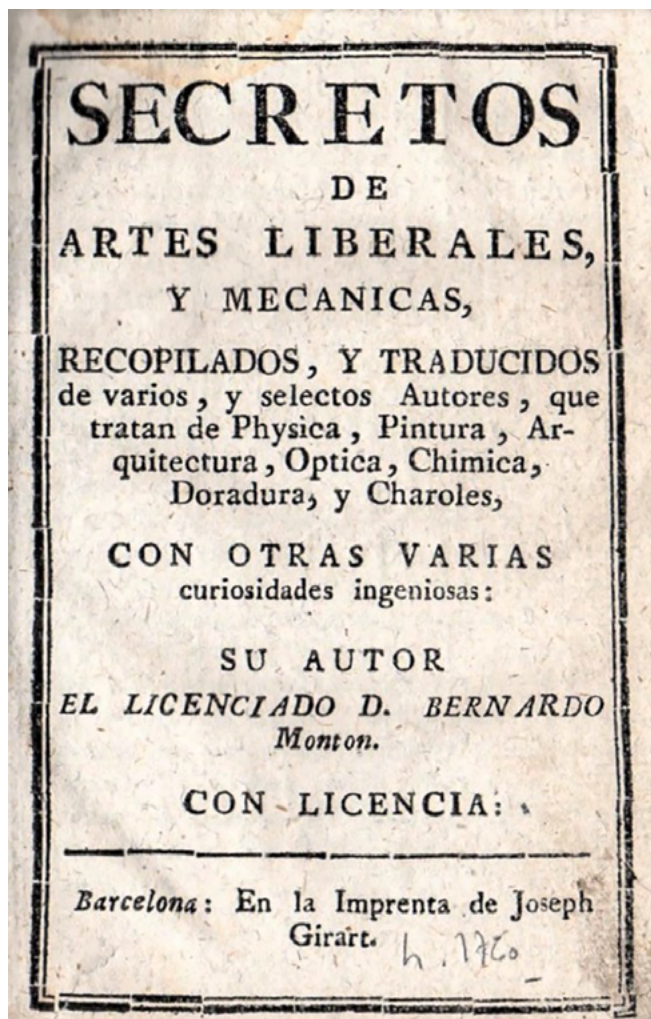 SECRETOS
DE
ARTES LIBERALES,
Y MECANICAS,
RECOPILADOS, Y TRADUCIDOS
de varios, y selectos Autores, que
tratan de Physica, Pintura, Ar-
quitectura, Optica, Chimica,
Doradura, y Charoles,
CON OTRAS VARIAS
curiosidades ingeniosas:
SU AUTOR
EL LICENCIADO D. BERNARDO
Monton.
CON LICENCIA:
Barcelona: En la Imprenta de Joseph
Girart.
h. 1760